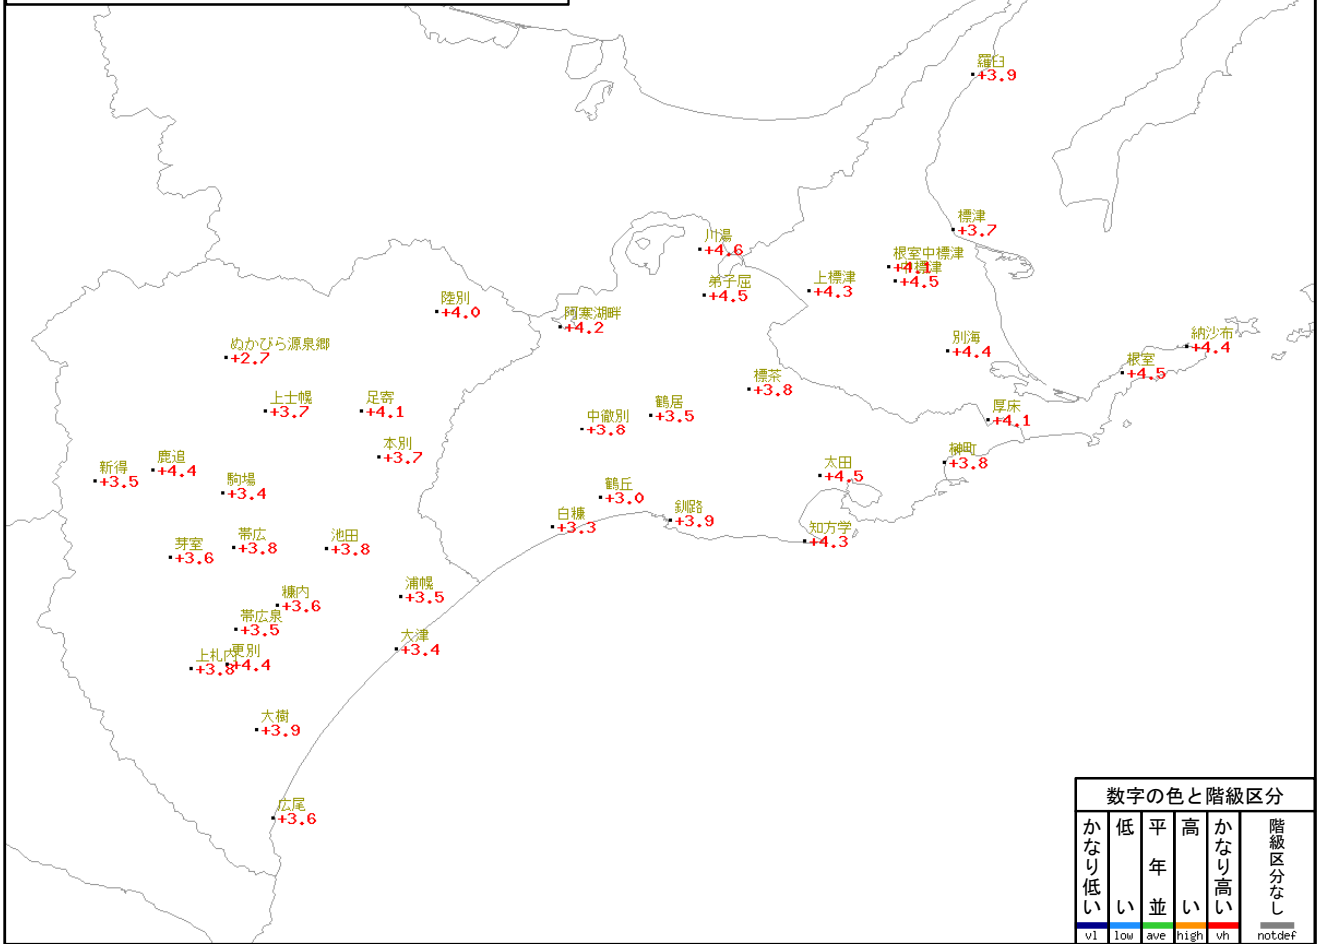 羅臼
+3.9
標津
+3.7
川湯
+4.6
根室中標津
+4.1
中標津
+4.5
弟子屈
+4.5
上標津
+4.3
陸別
+4.0
阿寒湖畔
+4.2
ぬかびら源泉郷
+2.7
別海
+4.4
納沙布
+4.4
根室
+4.5
標茶
+3.8
上士幌
+3.7
足寄
+4.1
鶴居
+3.5
中徹別
+3.8
厚床
+4.1
本別
+3.7
榊町
+3.8
新得
+3.5
鹿追
+4.4
太田
+4.5
駒場
+3.4
鶴丘
+3.0
白糠
+3.3
釧路
+3.9
知方学
+4.3
芽室
+3.6
帯広
+3.8
池田
+3.8
浦幌
+3.5
糠内
+3.6
帯広泉
+3.5
大津
+3.4
上札内
+3.8
更別
+4.4
大樹
+3.9
広尾
+3.6
数字の色と階級区分
かなり低い
低い
平年並
高い
かなり高い
階級区分なし
vl
low
ave
high
vh
notdef